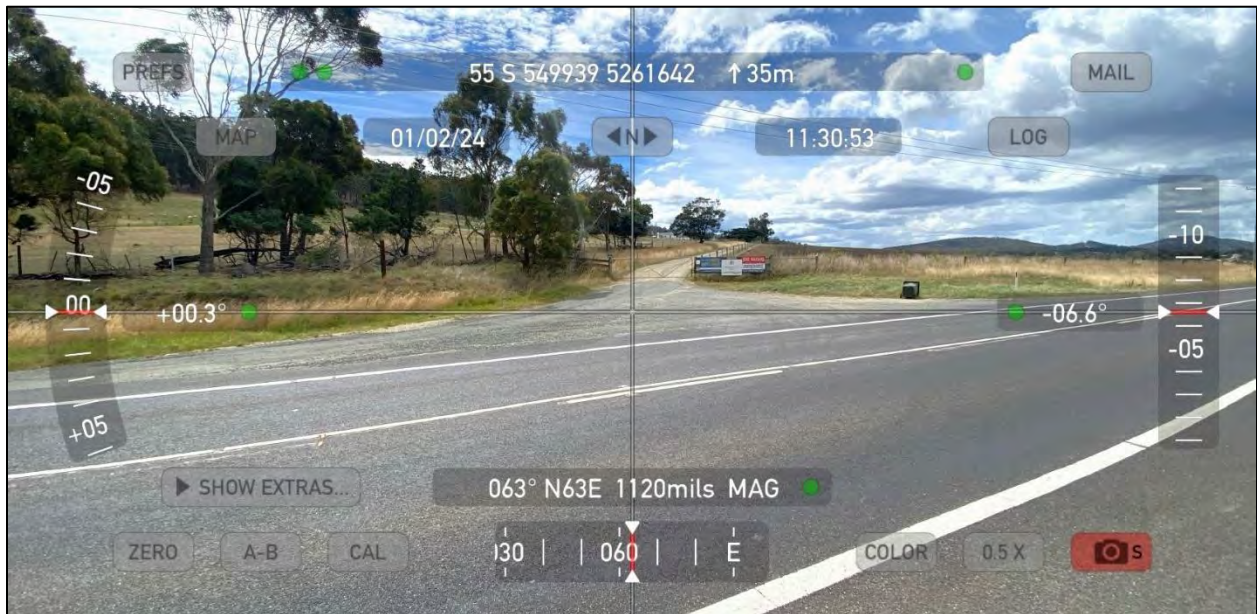 PREFS
55 S 549939 5261642 ↑35m
MAIL
MAP
01/02/24
◀N▶
11:30:53
LOG
-05
00
+05
+00.3°
-06.6°
-10
-05
▶ SHOW EXTRAS...
063° N63E 1120mils MAG
ZERO
A-B
CAL
030 060 E
COLOR
0.5 X
S